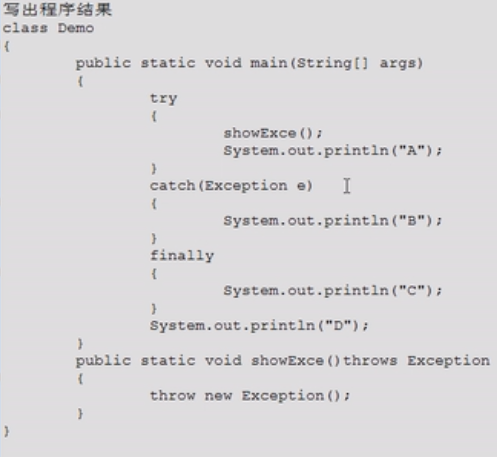 写出程序结果
class Demo
{
public static void main(String[] args)
{
try
{
showExce();
System.out.println("A");
}
catch(Exception e)
{
System.out.println("B");
}
finally
{
System.out.println("C");
}
System.out.println("D");
}
public static void showExce()throws Exception
{
throw new Exception();
}
}